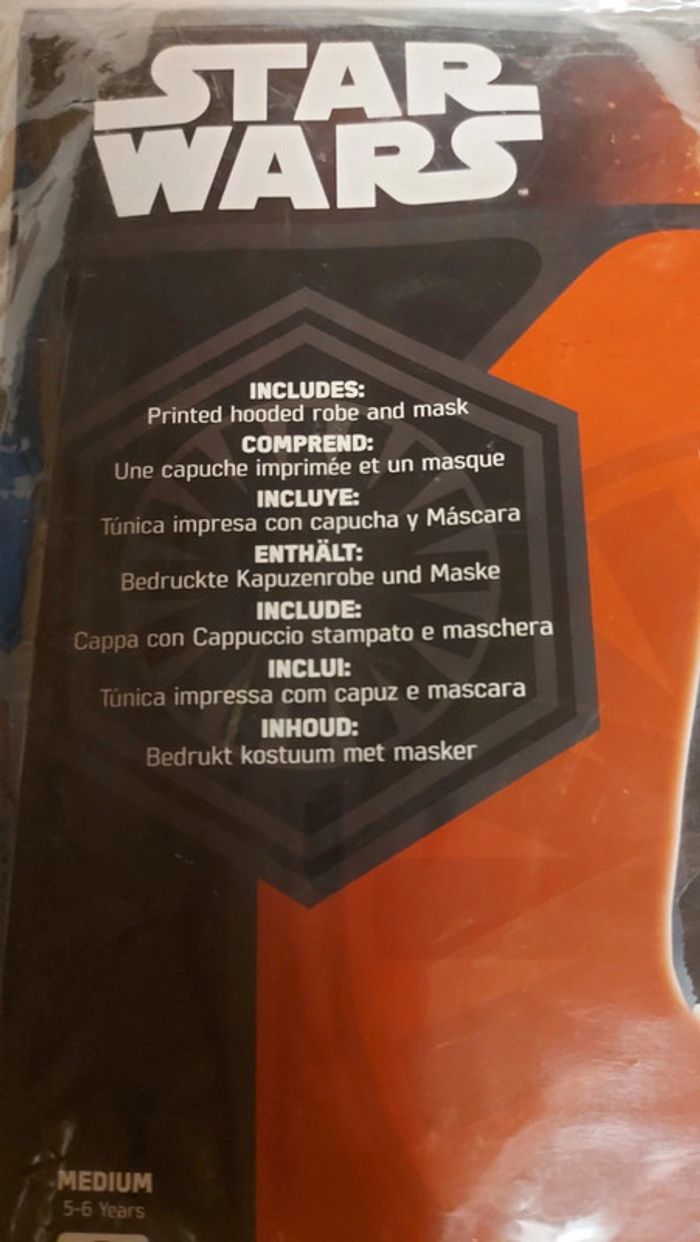 STAR
WARS
INCLUDES:
Printed hooded robe and mask
COMPREND:
Une capuche imprimée et un masque
INCLUYE:
Túnica impresa con capucha y Máscara
ENTHÄLT:
Bedruckte Kapuzenrobe und Maske
INCLUDE:
Cappa con Cappuccio stampato e maschera
INCLUI:
Túnica impressa com capuz e mascara
INHOUD:
Bedrukt kostuum met masker
MEDIUM
5-6 Years